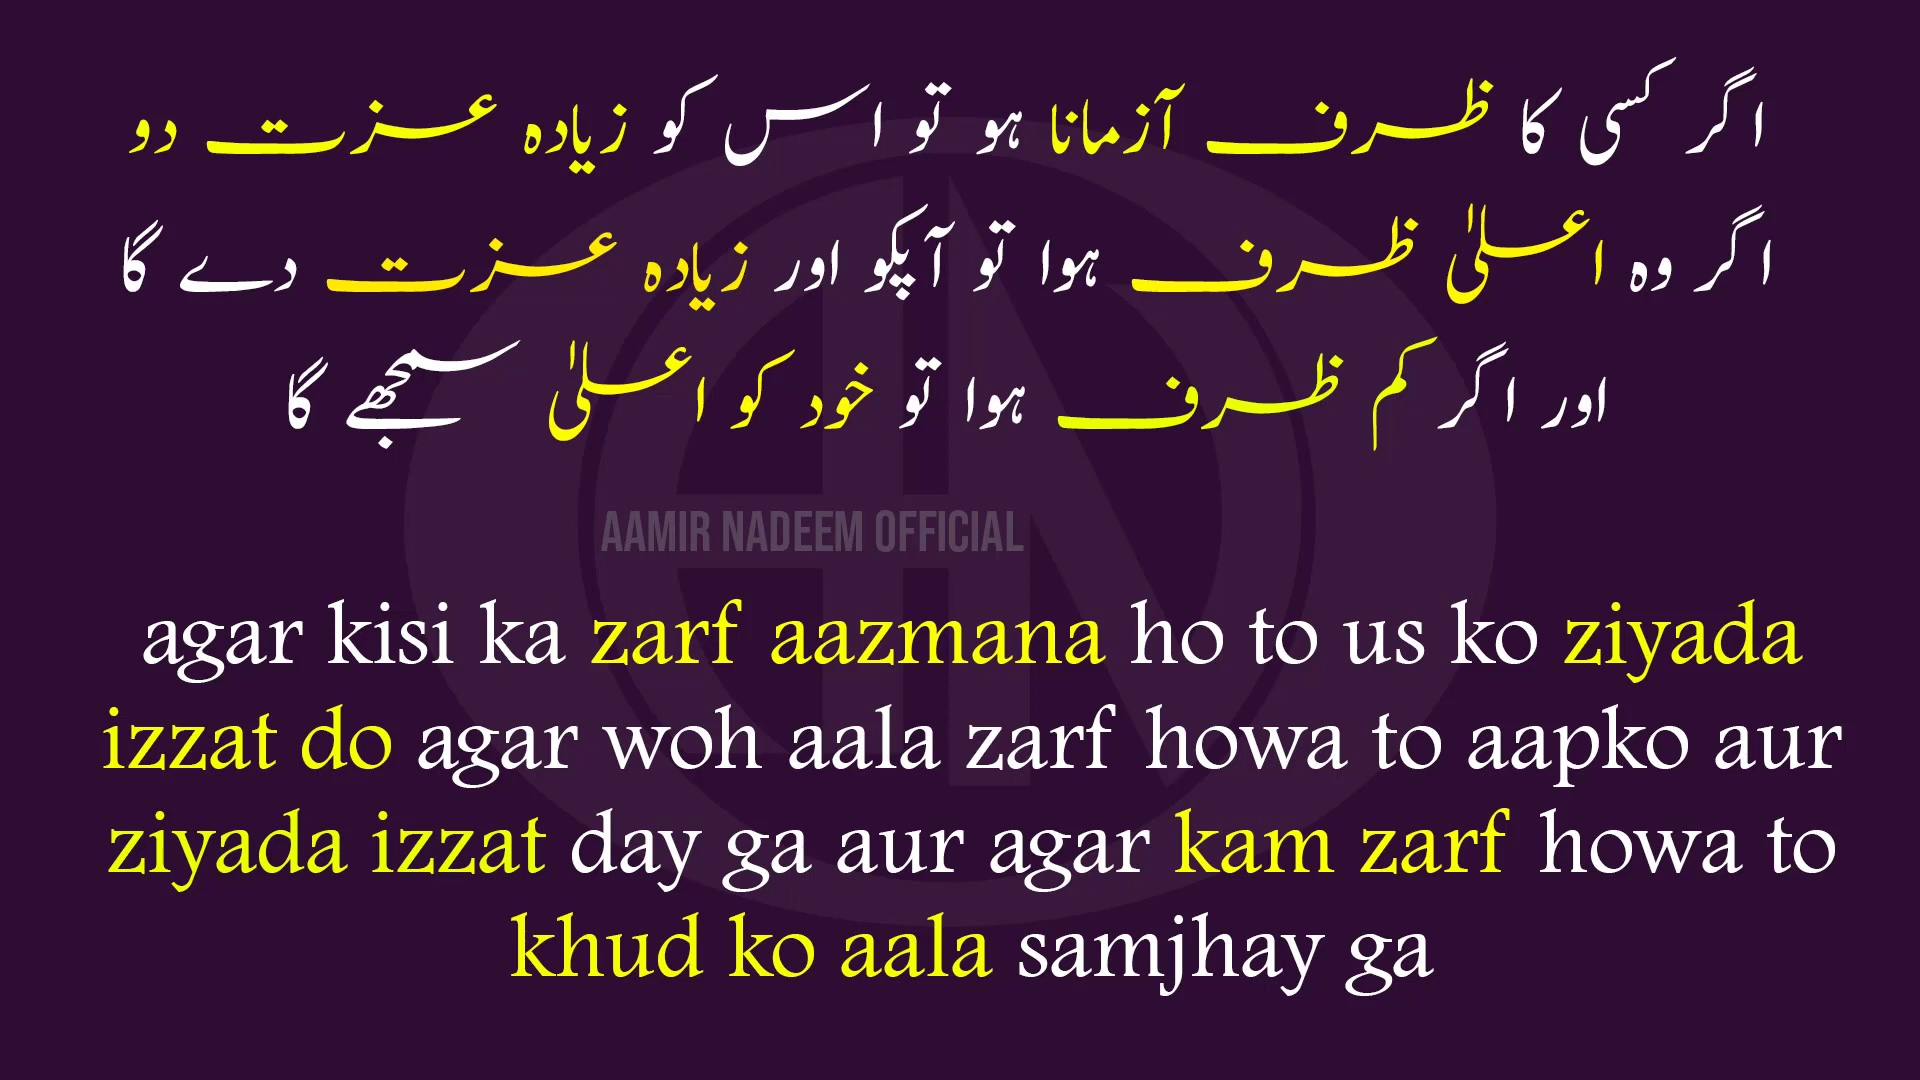 اگر کسی کا ظرف آزمانا ہو تو اس کو زیادہ عزت دو
اگر وہ اعلیٰ ظرف ہوا تو آپکو اور زیادہ عزت دے گا
اور اگر کم ظرف ہوا تو خود کو اعلیٰ سمجھے گا
AAMIR NADEEM OFFICIAL
agar kisi ka zarf aazmana ho to us ko ziyada
izzat do agar woh aala zarf howa to aapko aur
ziyada izzat day ga aur agar kam zarf howa to
khud ko aala samjhay ga